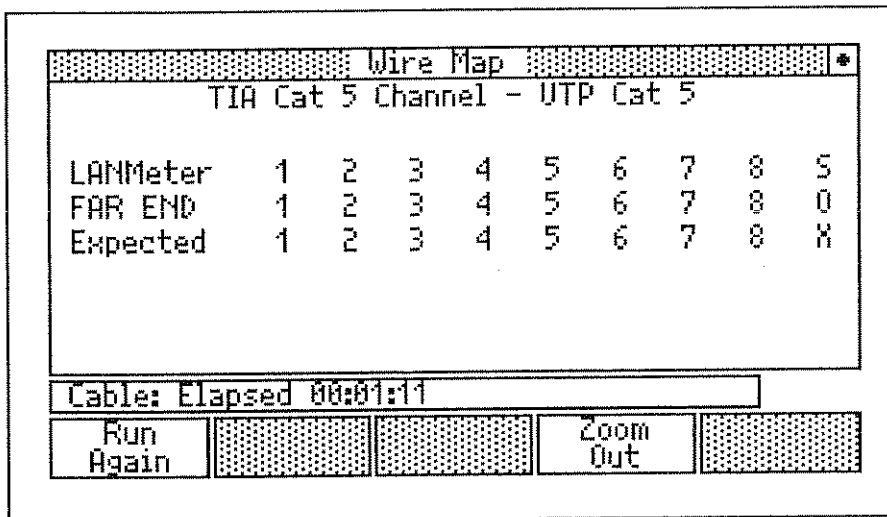 Wire Map
TIA Cat 5 Channel - UTP Cat 5
LANMeter 1 2 3 4 5 6 7 8 S
FAR END 1 2 3 4 5 6 7 8 O
Expected 1 2 3 4 5 6 7 8 X
Cable: Elapsed 00:01:11
Run Again
Zoom Out